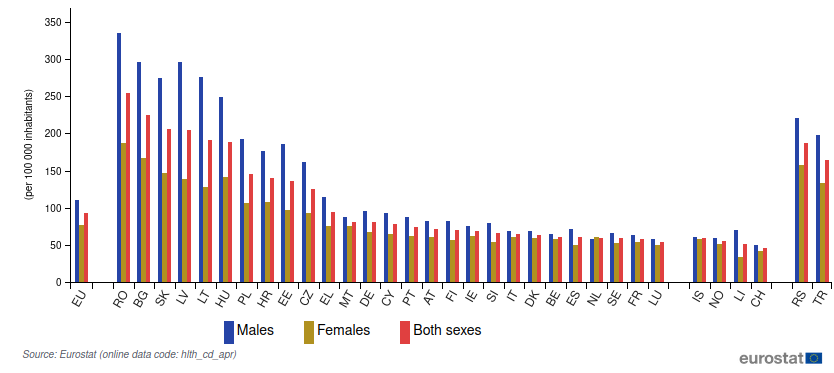 (per 100 000 inhabitants)
350
300
250
200
150
100
50
0
EU RO BG SK LV LT HU PL HR EE CZ EL MT DE CY PT AT FI IE SI IT DK BE ES NL SE FR LU IS NO LI CH RS TR
Males Females Both sexes
Source: Eurostat (online data code: hlth_cd_apr)
eurostat